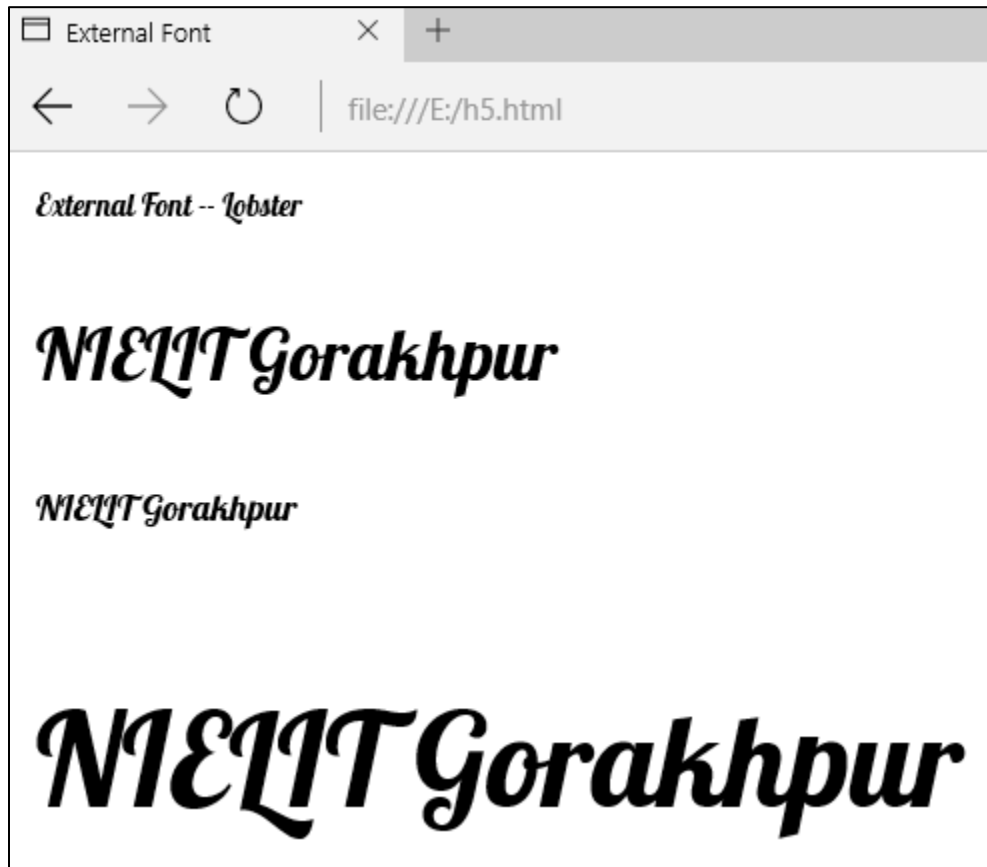 External Font
file:///E:/h5.html
External Font -- Lobster
NIELIT Gorakhpur
NIELIT Gorakhpur
NIELIT Gorakhpur